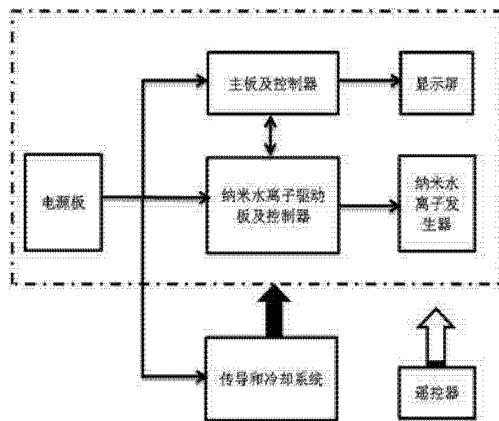 主板及控制器
显示屏
电源板
纳米水离子驱动
板及控制器
纳米水
离子发
生器
传导和冷却系统
遥控器